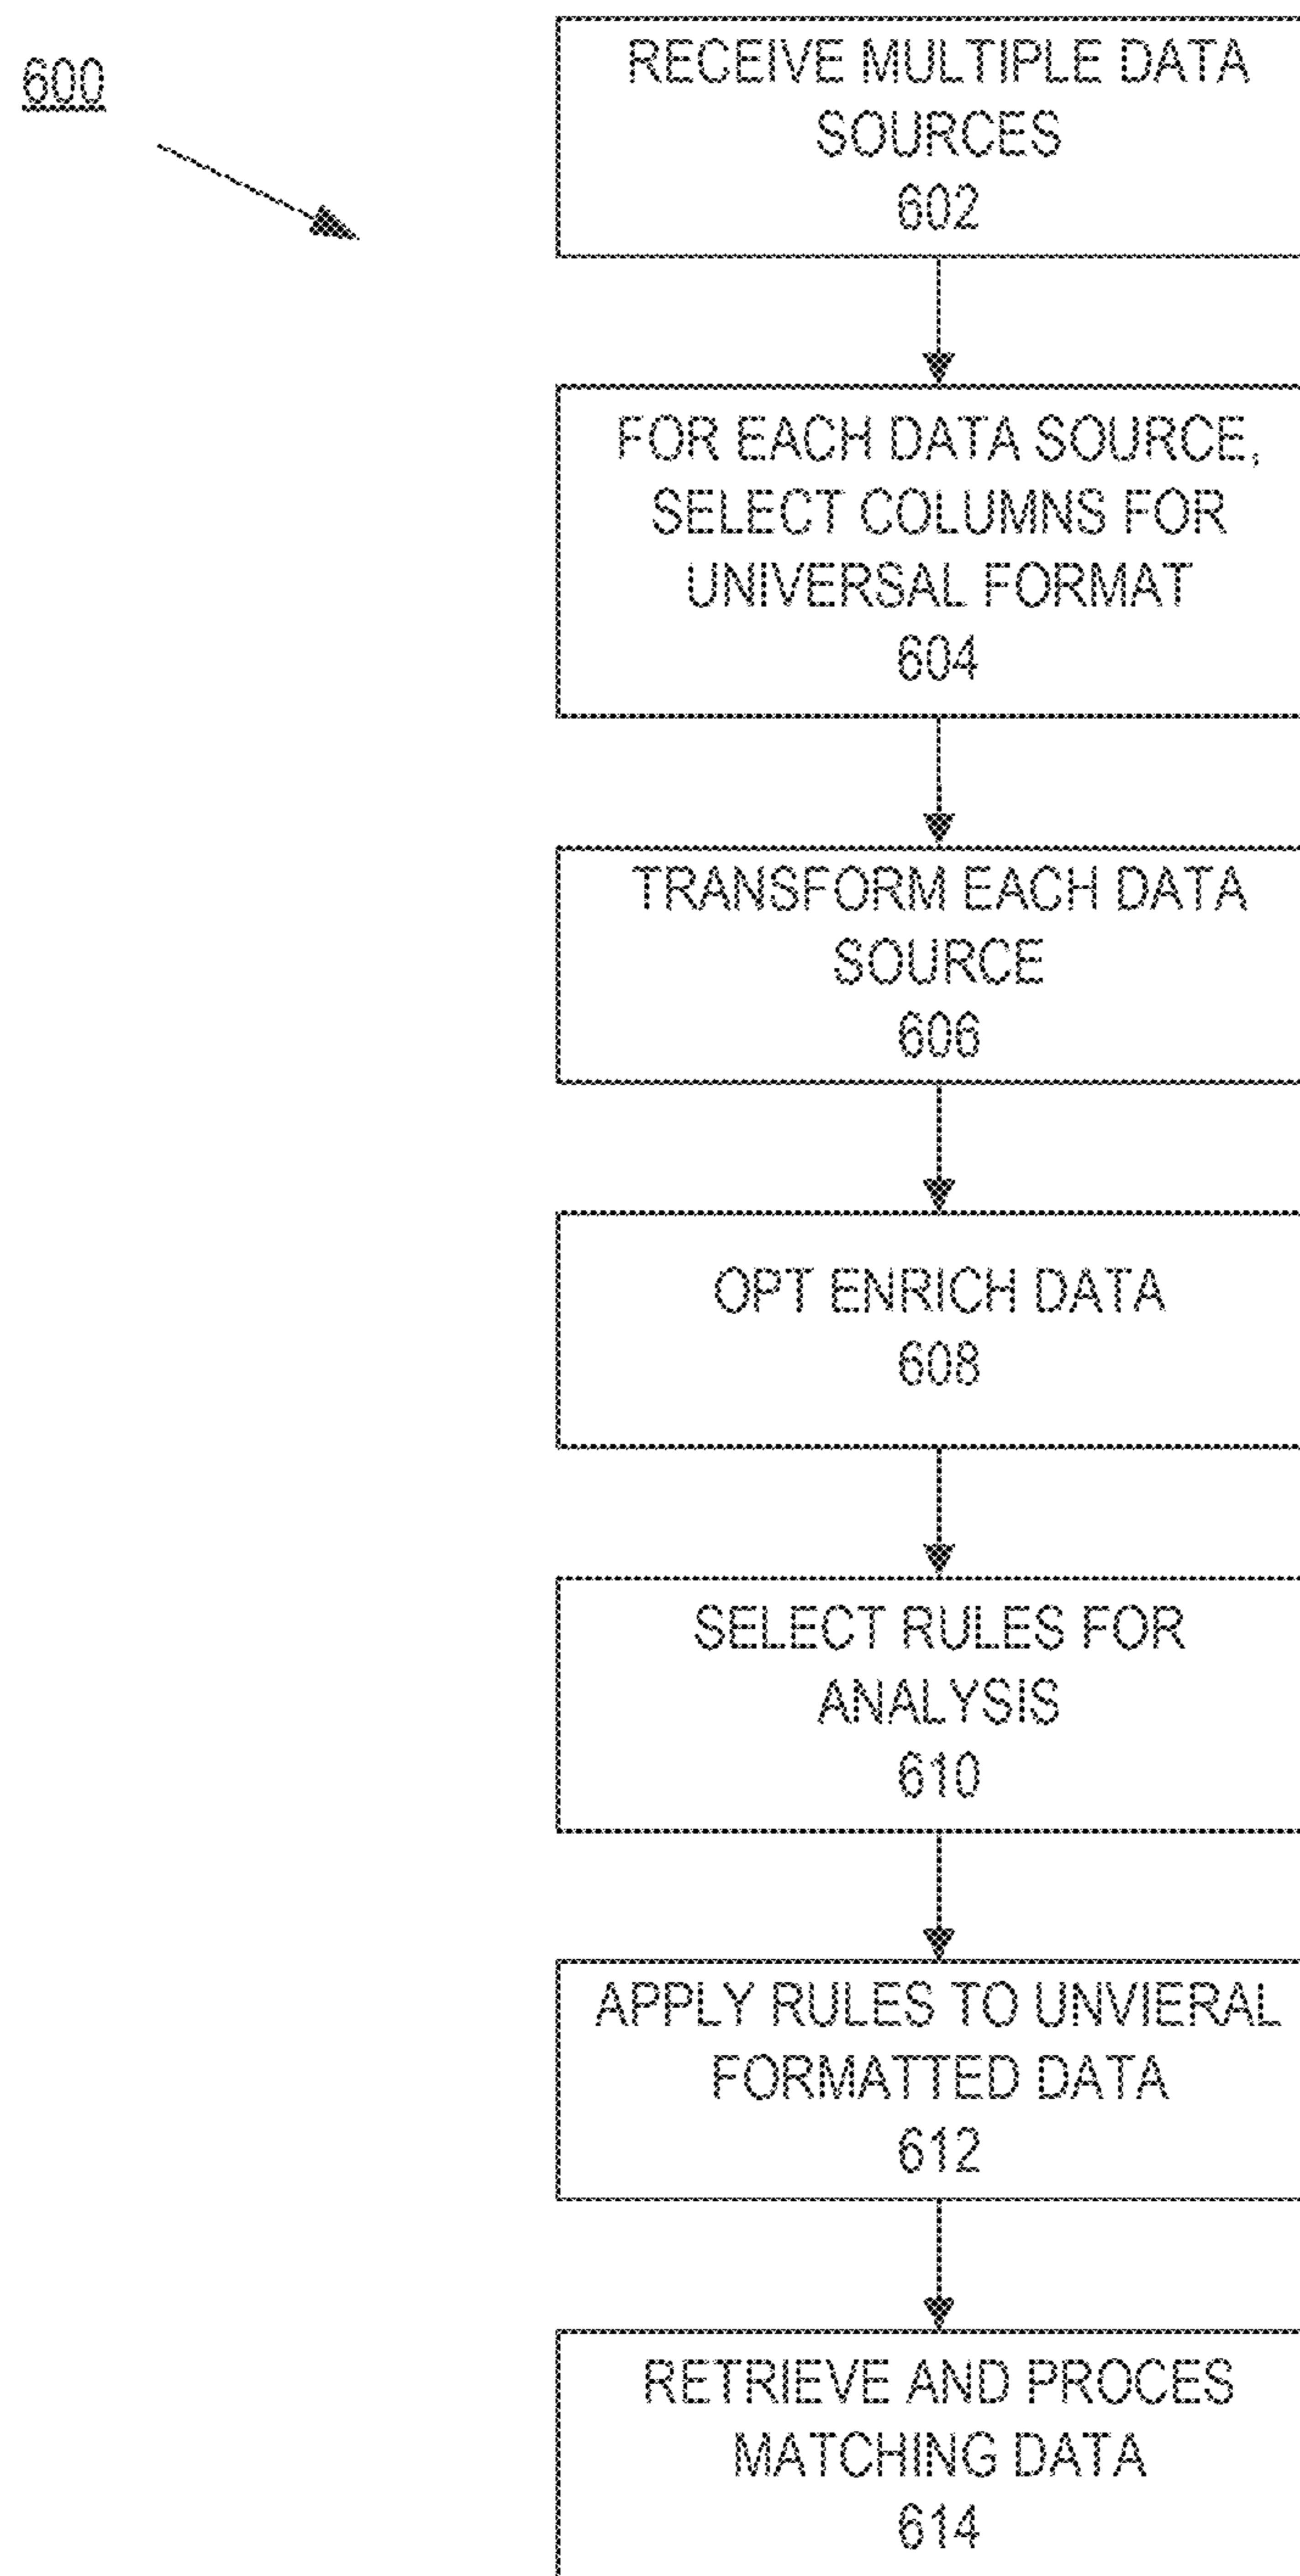 600
RECEIVE MULTIPLE DATA
SOURCES
602
FOR EACH DATA SOURCE,
SELECT COLUMNS FOR
UNIVERSAL FORMAT
604
TRANSFORM EACH DATA
SOURCE
606
OPT ENRICH DATA
608
SELECT RULES FOR
ANALYSIS
610
APPLY RULES TO UNVIERAL
FORMATTED DATA
612
RETRIEVE AND PROCES
MATCHING DATA
614